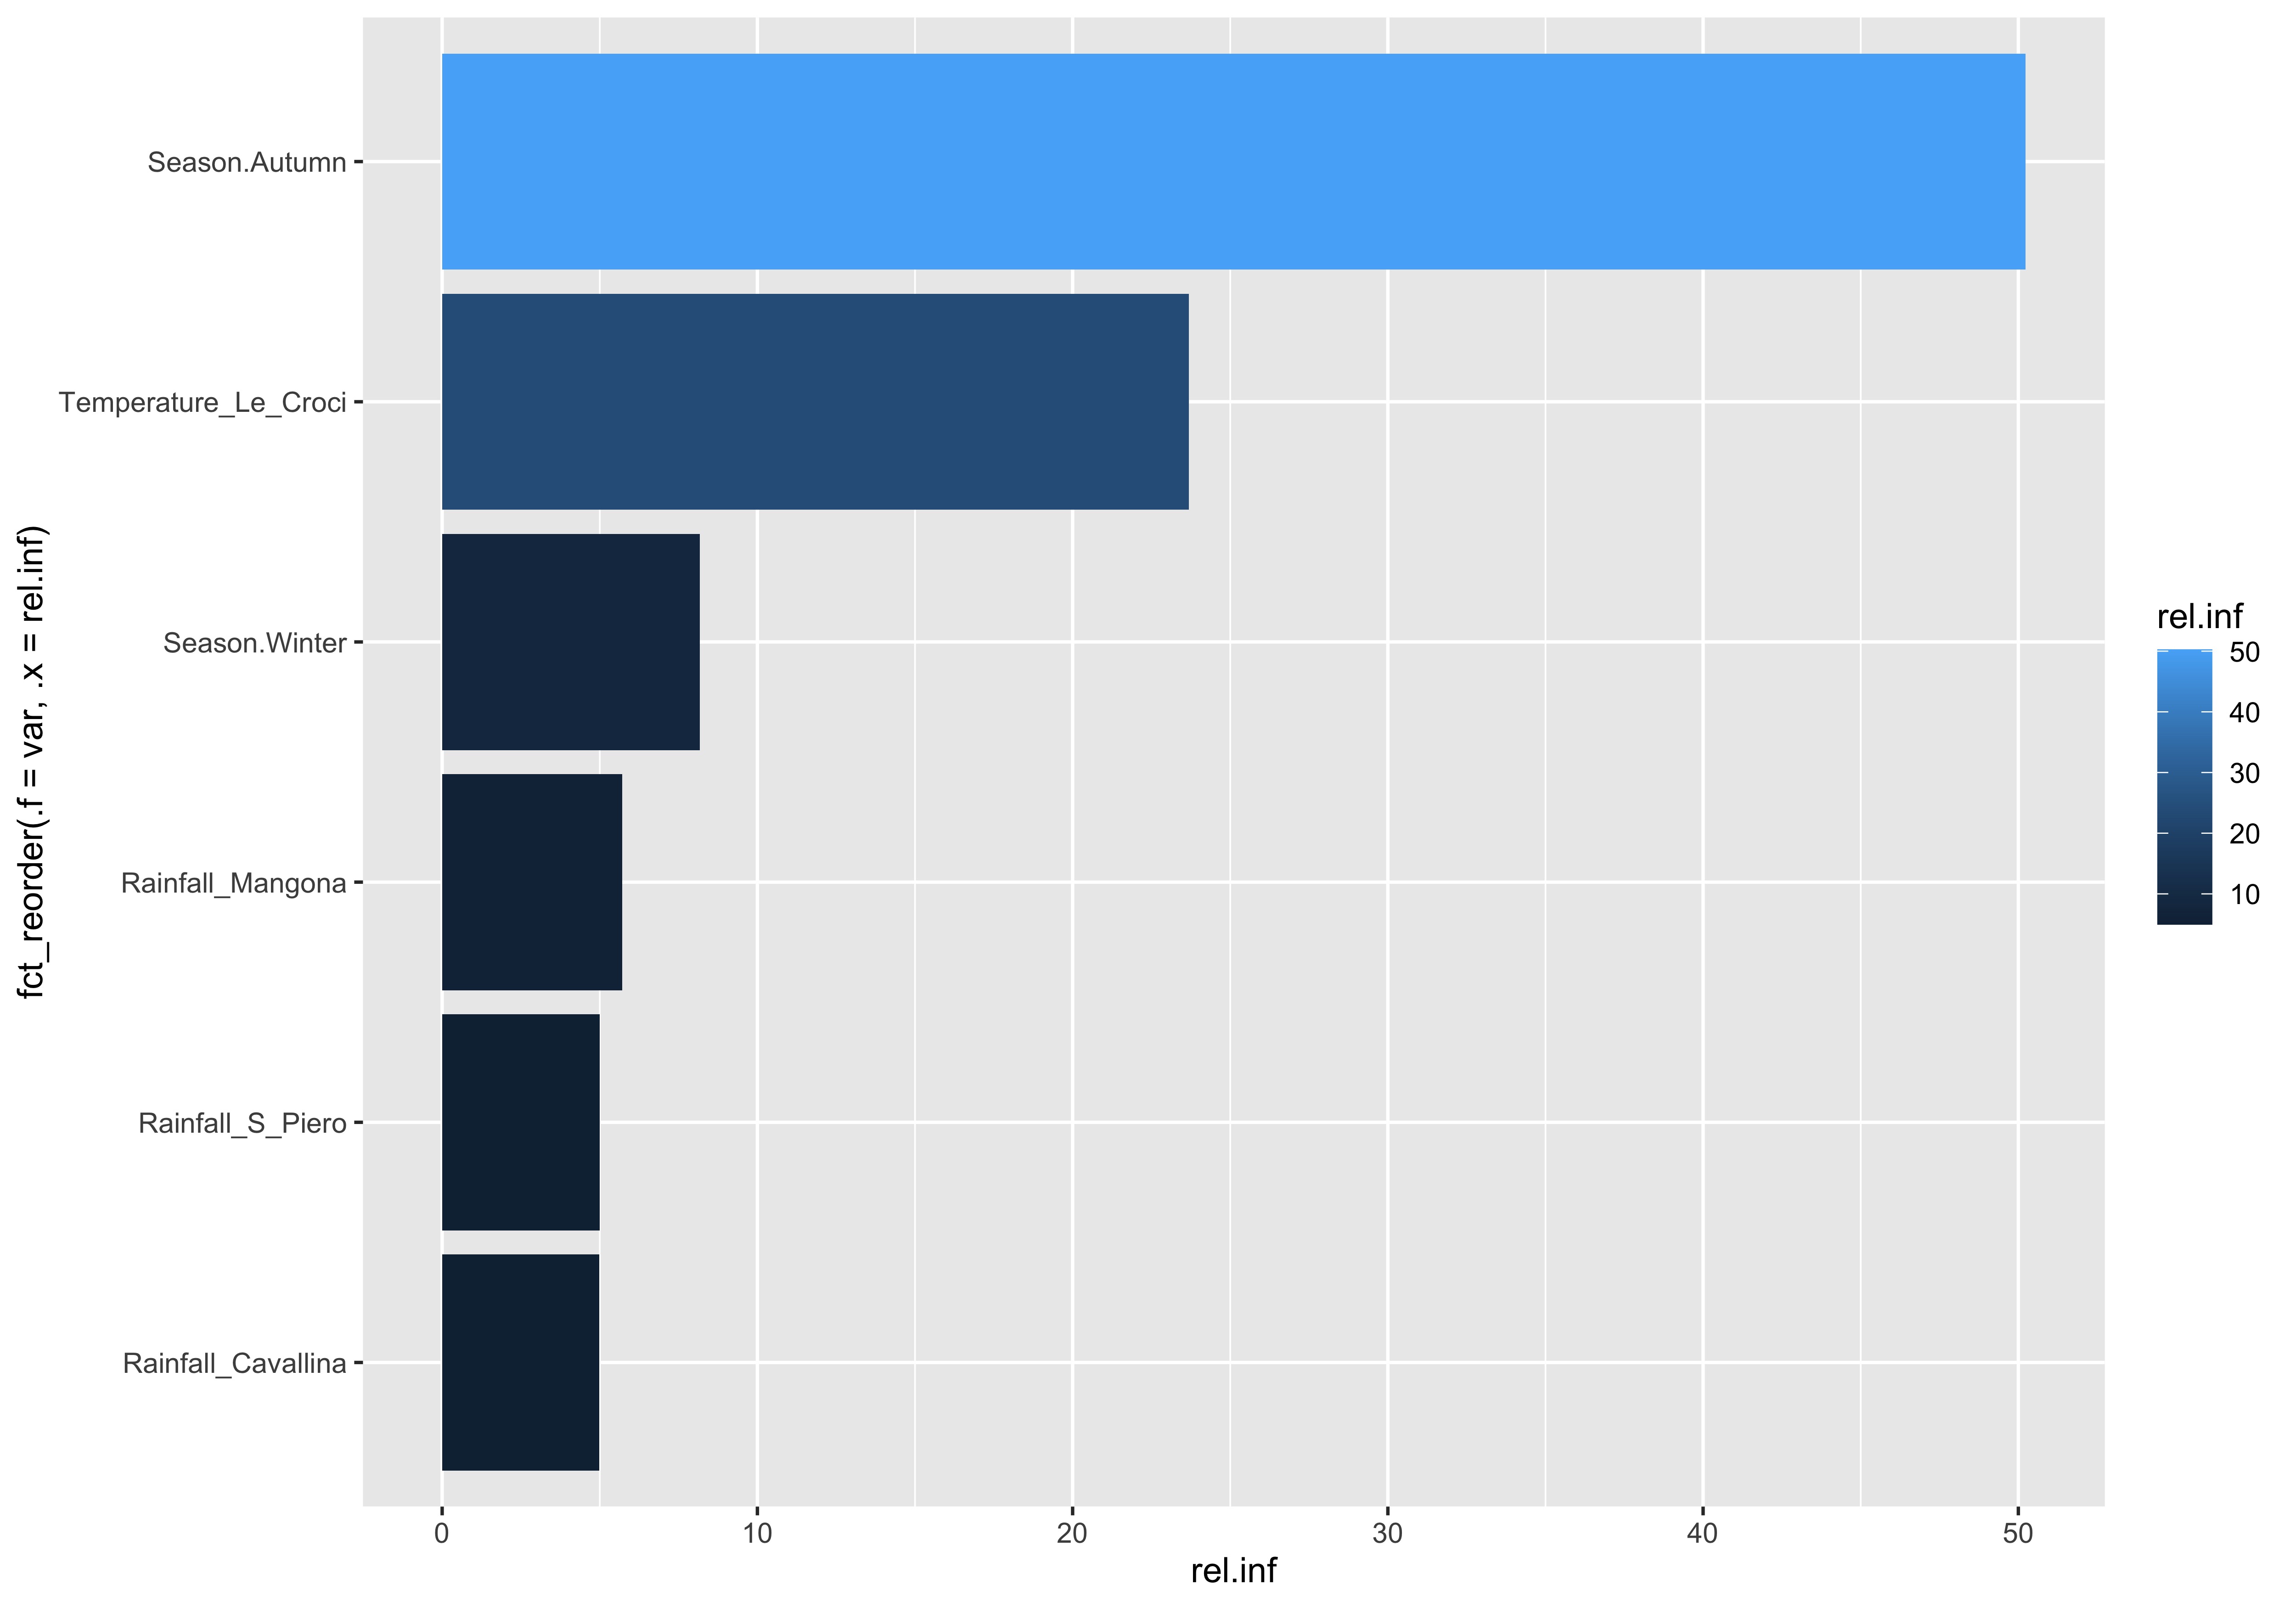 Season.Autumn
Temperature_Le_Croci
Season.Winter
Rainfall_Mangona
Rainfall_S_Piero
Rainfall_Cavallina
fct_reorder(.f = var, .x = rel.inf)
0 10 20 30 40 50
rel.inf
rel.inf
50
40
30
20
10